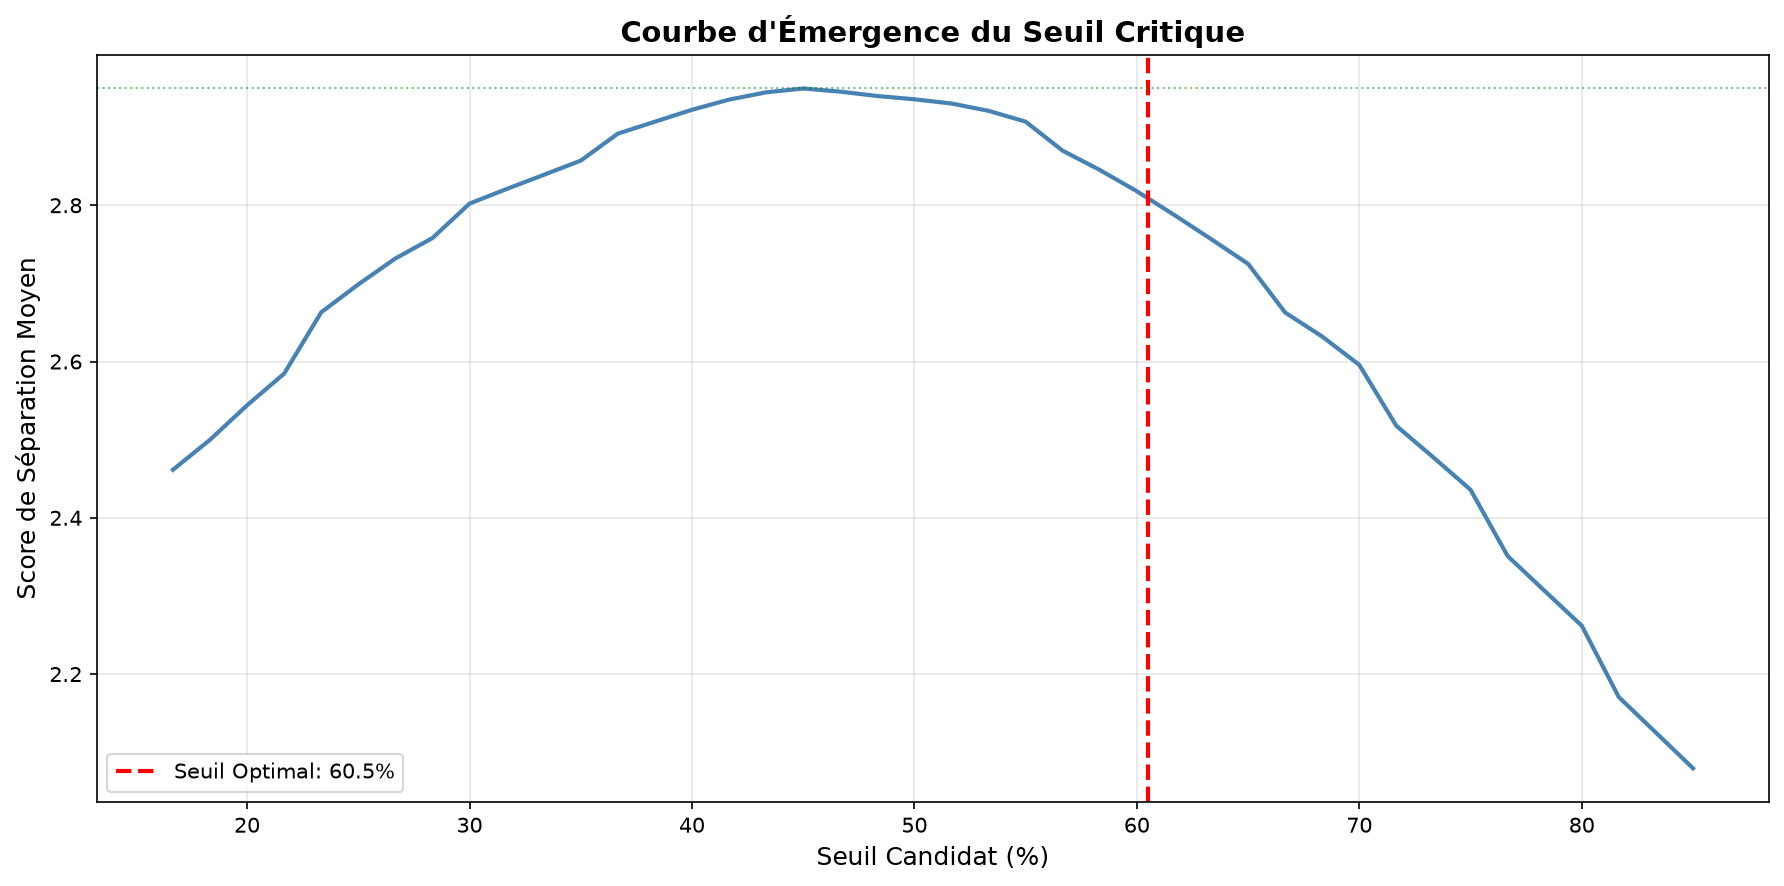 Courbe d'Émergence du Seuil Critique
Score de Séparation Moyen
2.8
2.6
2.4
2.2
Seuil Optimal: 60.5%
20 30 40 50 60 70 80
Seuil Candidat (%)